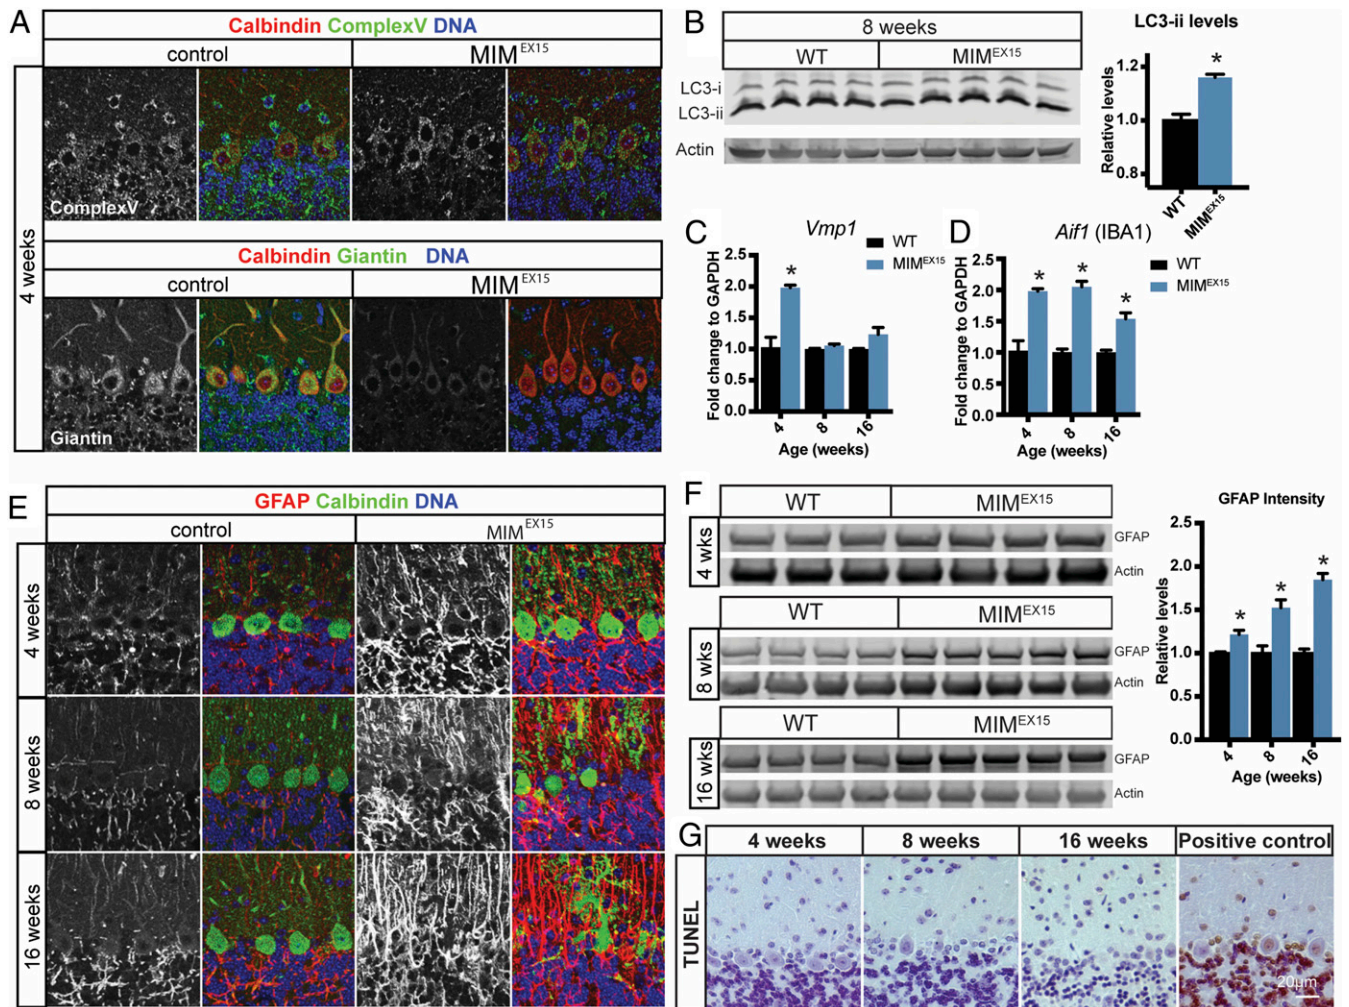 A
Calbindin ComplexV DNA
control MIM EX15
4 weeks
ComplexV
Calbindin Giantin DNA
control MIM EX15
Giantin
B
8 weeks
WT MIM EX15
LC3-i
LC3-ii
Actin
LC3-ii levels
Relative levels
1.2
1.0
0.8
*
WT
MIM EX15
C
Vmp1
WT
MIM EX15
Fold change to GAPDH
2.5
2.0
1.5
1.0
0.5
0.0
*
4 8 16
Age (weeks)
D
Aif1 (IBA1)
WT
MIM EX15
Fold change to GAPDH
2.5
2.0
1.5
1.0
0.5
0.0
* * *
4 8 16
Age (weeks)
E
GFAP Calbindin DNA
control MIM EX15
4 weeks
8 weeks
16 weeks
F
WT MIM EX15
4 wks
GFAP
Actin
WT MIM EX15
8 wks
GFAP
Actin
WT MIM EX15
16 wks
GFAP
Actin
GFAP Intensity
Relative levels
2.5
2.0
1.5
1.0
0.5
0.0
* * *
4 8 16
Age (weeks)
G
4 weeks 8 weeks 16 weeks Positive control
TUNEL
20μm